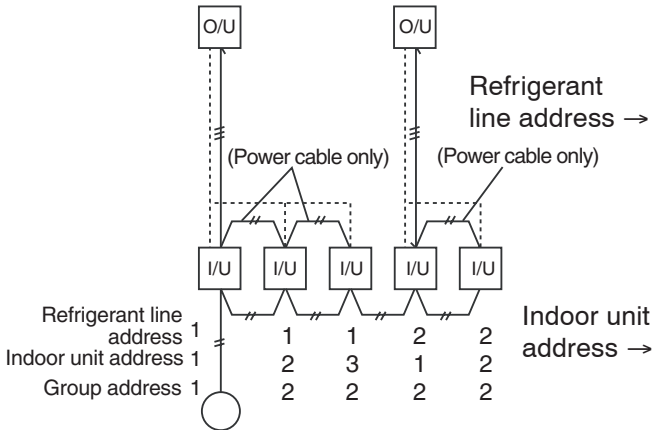 O/U O/U
Refrigerant
line address →
(Power cable only) (Power cable only)
I/U I/U I/U I/U I/U
Refrigerant line
address 1 1 1 2 2
Indoor unit address 1 2 3 1 2
Group address 1 2 2 2 2
Indoor unit
address →